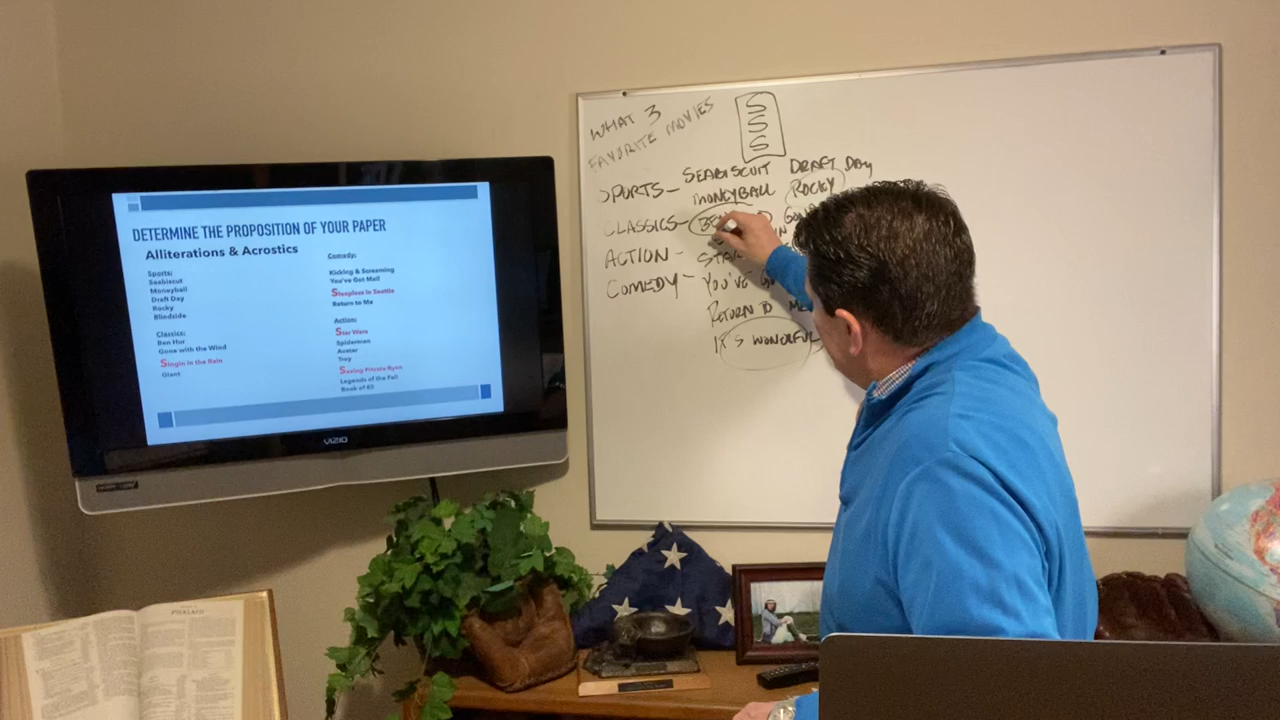 DETERMINE THE PROPOSITION OF YOUR PAPER
Alliterations & Acrostics
Sports:
Seabiscut
Moneyball
Draft Day
Rocky
Blindside
Classics:
Ben Hur
Gone with the Wind
Singin in the Rain
Giant
Comedy:
Kicking & Screaming
You've Got Mail
Sleepless in Seattle
Return to Me
Action:
Star Wars
Spiderman
Avatar
Troy
Saving Private Ryan
Legends of the Fall
Book of Eli
VIZIO
WHAT 3
FAVORITE MOVIES
S
S
S
SPORTS - SEABISCUIT DRAFT DAY
MONEYBALL ROCKY
CLASSICS - BEN
ACTION - STAR
COMEDY - YOU'VE
RETURN TO ME
IT'S WONDERFUL
PSALM